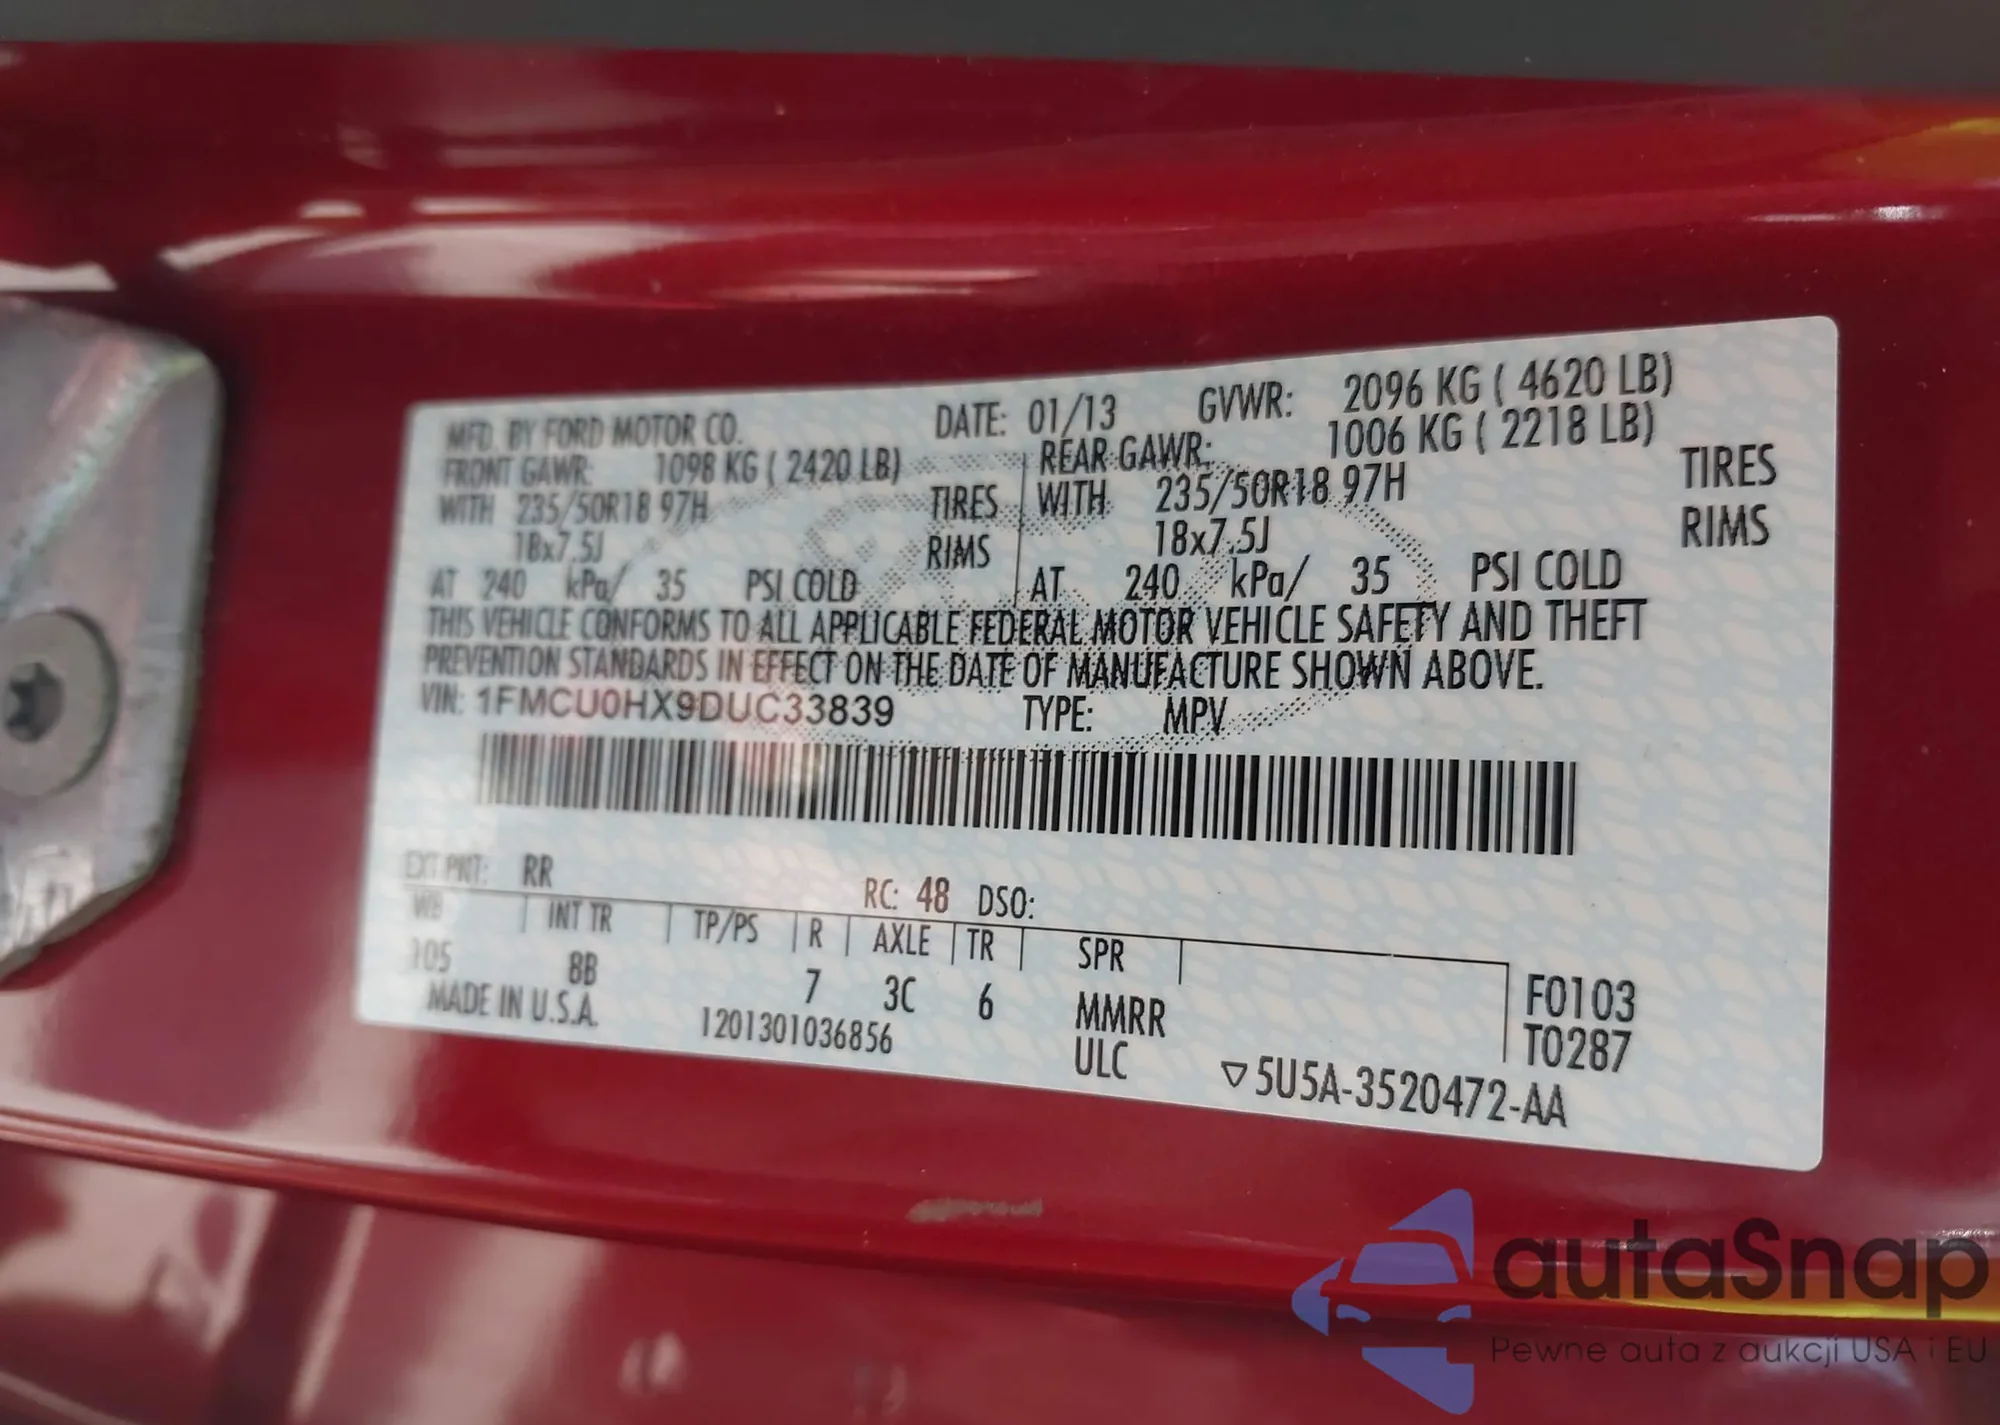 MFD. BY FORD MOTOR CO. DATE: 01/13 GVWR: 2096 KG ( 4620 LB)
FRONT GAWR: 1098 KG ( 2420 LB) REAR GAWR: 1006 KG ( 2218 LB)
WITH 235/50R18 97H TIRES WITH 235/50R18 97H TIRES
18x7.5J RIMS 18x7.5J RIMS
AT 240 kPa/ 35 PSI COLD AT 240 kPa/ 35 PSI COLD
THIS VEHICLE CONFORMS TO ALL APPLICABLE FEDERAL MOTOR VEHICLE SAFETY AND THEFT
PREVENTION STANDARDS IN EFFECT ON THE DATE OF MANUFACTURE SHOWN ABOVE.
VIN: 1FMCU0HX9DUC33839 TYPE: MPV
EXT PNT: RR RC: 48 DSO:
WB INT TR TP/PS R AXLE TR SPR
105 8B 7 3C 6 MMRR F0103
MADE IN U.S.A. 1201301036856 ULC T0287
▽5U5A-3520472-AA
autaSnap
Pewne auta z aukcji USA i EU